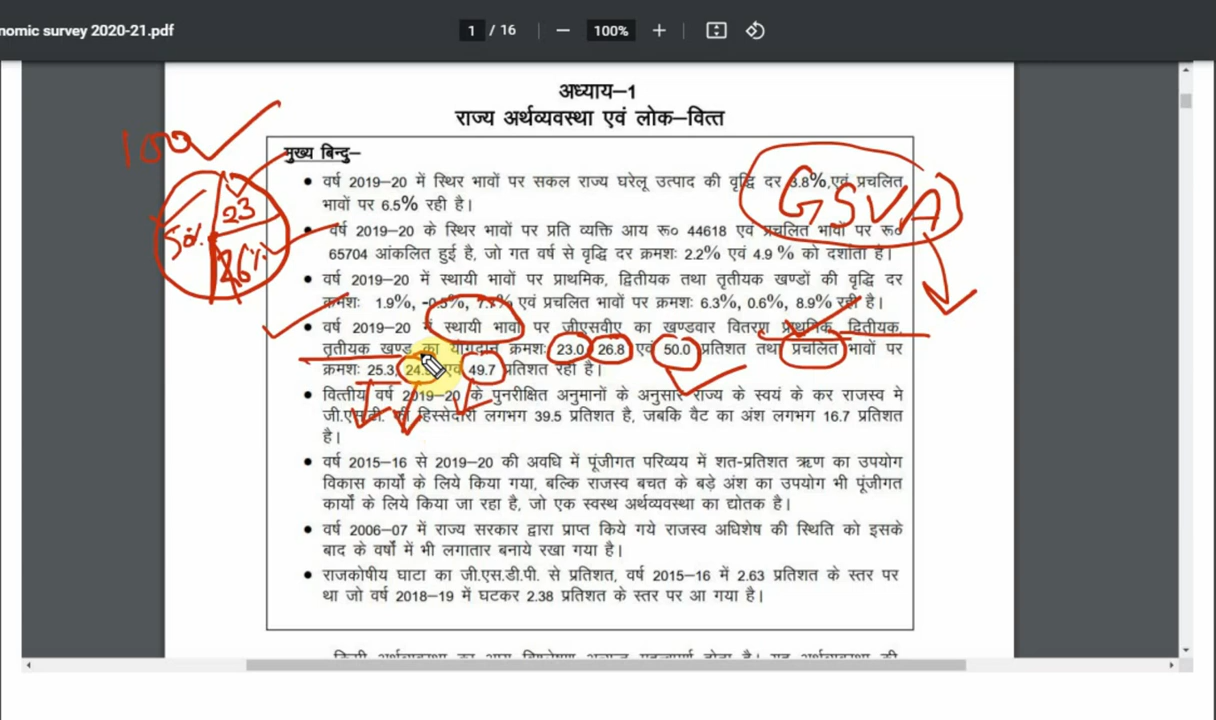 nomic survey 2020-21.pdf
1 / 16
100%
अध्याय–1
राज्य अर्थव्यवस्था एवं लोक–वित्त
100
मुख्य बिन्दु–
वर्ष 2019–20 में स्थिर भावों पर सकल राज्य घरेलू उत्पाद की वृद्धि दर 3.8% एवं प्रचलित
भावों पर 6.5% रही है।
GSVA
23
50%
26%
वर्ष 2019–20 के स्थिर भावों पर प्रति व्यक्ति आय रू० 44618 एवं प्रचलित भावों पर रू०
65704 आंकलित हुई है, जो गत वर्ष से वृद्धि दर क्रमशः 2.2% एवं 4.9 % को दर्शाता है।
वर्ष 2019–20 में स्थायी भावों पर प्राथमिक, द्वितीयक तथा तृतीयक खण्डों की वृद्धि दर
क्रमशः 1.9%, एवं प्रचलित भावों पर क्रमशः 6.3%, 0.6%, 8.9% रही है।
वर्ष 2019–20 में स्थायी भावों पर जीएसवीए का खण्डवार वितरण प्राथमिक, द्वितीयक,
तृतीयक खण्ड का योगदान क्रमशः 23.0, 26.8 एवं 50.0 प्रतिशत तथा प्रचलित भावों पर
क्रमशः 25.3, एवं 49.7 प्रतिशत रही है।
वित्तीय वर्ष 2019–20 के पुनरीक्षित अनुमानों के अनुसार राज्य के स्वयं के कर राजस्व मे
जी.एस.टी. की हिस्सेदारी लगभग 39.5 प्रतिशत है, जबकि वैट का अंश लगभग 16.7 प्रतिशत
है।
वर्ष 2015–16 से 2019–20 की अवधि में पूंजीगत परिव्यय में शत–प्रतिशत ऋण का उपयोग
विकास कार्यो के लिये किया गया, बल्कि राजस्व बचत के बड़े अंश का उपयोग भी पूंजीगत
कार्यों के लिये किया जा रहा है, जो एक स्वस्थ अर्थव्यवस्था का द्योतक है।
वर्ष 2006–07 में राज्य सरकार द्वारा प्राप्त किये गये राजस्व अधिशेष की स्थिति को इसके
बाद के वर्षों में भी लगातार बनाये रखा गया है।
राजकोषीय घाटा का जी.एस.डी.पी. से प्रतिशत, वर्ष 2015–16 में 2.63 प्रतिशत के स्तर पर
था जो वर्ष 2018–19 में घटकर 2.38 प्रतिशत के स्तर पर आ गया है।